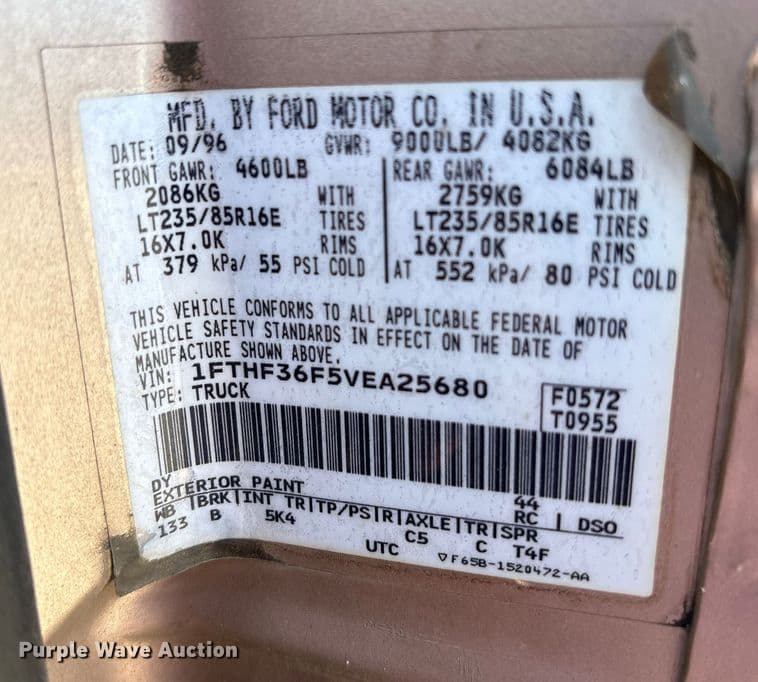 MFD. BY FORD MOTOR CO. IN U.S.A.
DATE: 09/96 GVWR: 9000LB/ 4082KG
FRONT GAWR: 4600LB REAR GAWR: 6084LB
2086KG WITH 2759KG WITH
LT235/85R16E TIRES LT235/85R16E TIRES
16X7.0K RIMS 16X7.0K RIMS
AT 379 kPa/ 55 PSI COLD AT 552 kPa/ 80 PSI COLD
THIS VEHICLE CONFORMS TO ALL APPLICABLE FEDERAL MOTOR
VEHICLE SAFETY STANDARDS IN EFFECT ON THE DATE OF
MANUFACTURE SHOWN ABOVE.
VIN: 1FTHF36F5VEA25680
TYPE: TRUCK
F0572
T0955
DY 44
EXTERIOR PAINT RC DSO
WB BRK INT TR TP/PS R AXLE TR SPR
133 B 5K4 C5 C T4F
UTC F65B-1520472-AA
Purple Wave Auction